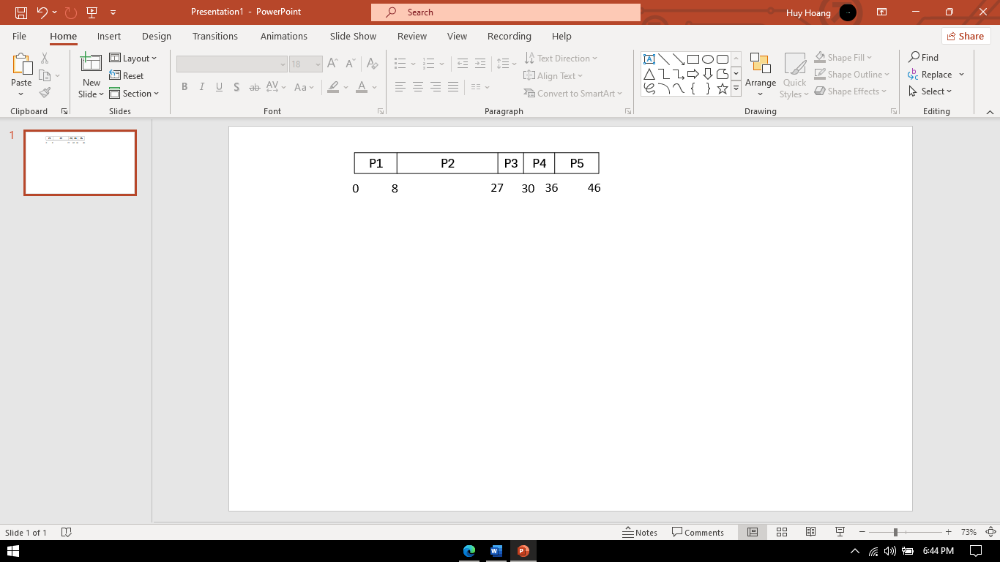 Presentation1 - PowerPoint
Search
Huy Hoang
File Home Insert Design Transitions Animations Slide Show Review View Recording Help
Share
Paste
Clipboard
New Slide
Layout
Reset
Section
Slides
18
B I U S ab AV Aa A
Font
Text Direction
Align Text
Convert to SmartArt
Paragraph
Arrange
Quick Styles
Shape Fill
Shape Outline
Shape Effects
Drawing
Find
Replace
Select
Editing
1
P1 P2 P3 P4 P5
0 8 27 30 36 46
Slide 1 of 1
Notes
Comments
73%
6:44 PM